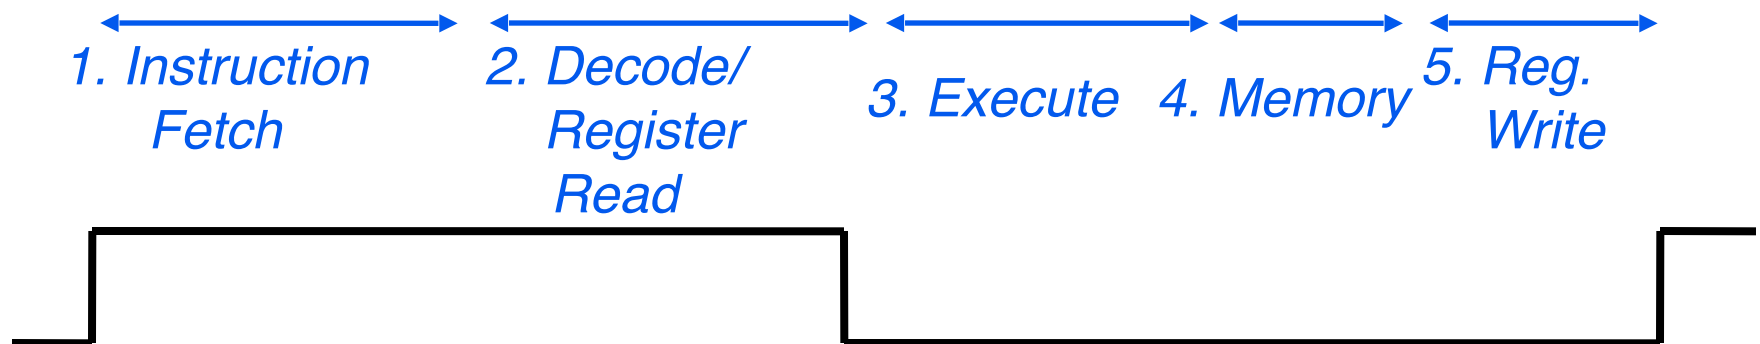 1. Instruction
Fetch
2. Decode/
Register
Read
3. Execute
4. Memory
5. Reg.
Write